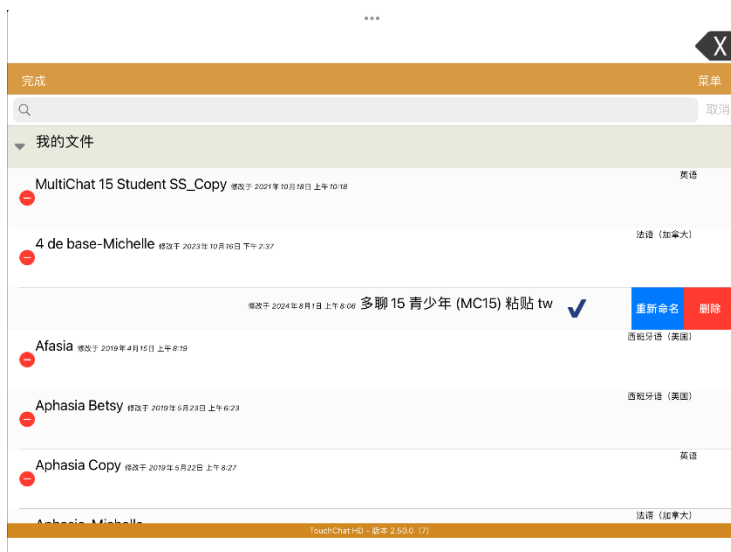 X
完成 菜单
取消
我的文件
英语
MultiChat 15 Student SS_Copy 修改于 2021年10月18日 上午10:18
法语（加拿大）
4 de base-Michelle 修改于 2023年10月16日 下午2:37
修改于 2024年8月1日 上午8:06 多聊 15 青少年 (MC15) 粘贴 tw 重新命名 删除
西班牙语（美国）
Afasia 修改于 2019年4月15日 上午8:19
西班牙语（美国）
Aphasia Betsy 修改于 2019年5月23日 上午6:23
英语
Aphasia Copy 修改于 2019年5月22日 上午8:27
法语（加拿大）
Aphasia-Michelle
TouchChat HD - 版本 2.50.0（7）